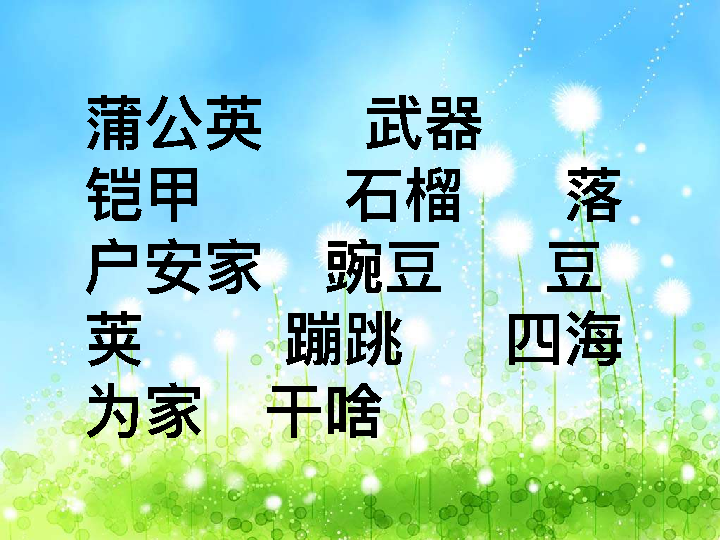 蒲公英 武器
铠甲 石榴 落
户安家 豌豆 豆
荚 蹦跳 四海
为家 干啥